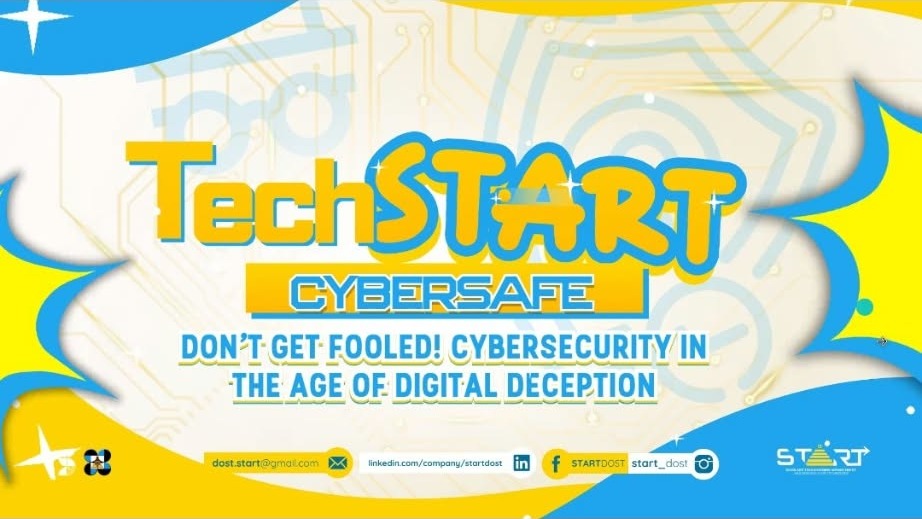 TechSTART
CYBERSAFE
DON'T GET FOOLED! CYBERSECURITY IN
THE AGE OF DIGITAL DECEPTION
dost.start@gmail.com
linkedin.com/company/startdost
STARTDOST
start_dost
START